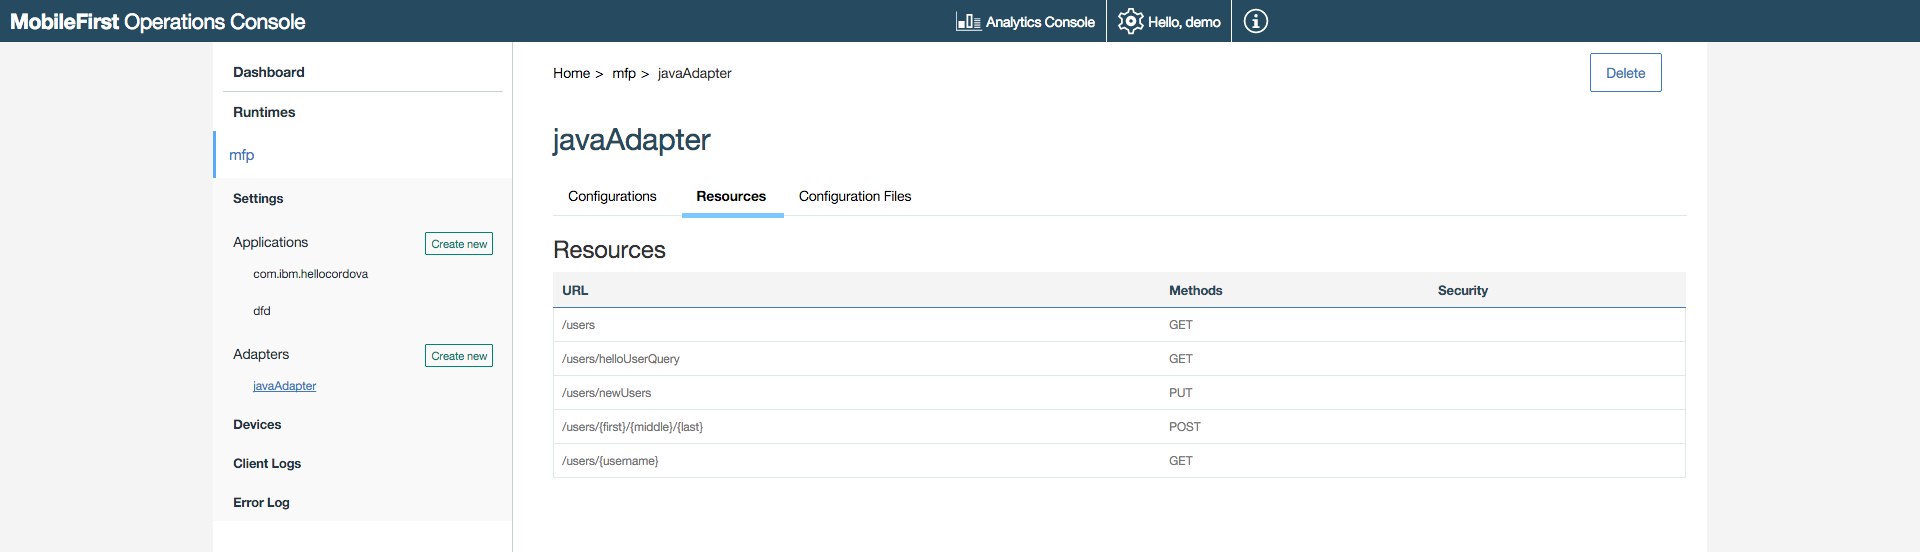 MobileFirst Operations Console
Analytics Console
Hello, demo
Dashboard
Runtimes
mfp
Settings
Applications Create new
com.ibm.hellocordova
dfd
Adapters Create new
javaAdapter
Devices
Client Logs
Error Log
Home > mfp > javaAdapter
Delete
javaAdapter
Configurations Resources Configuration Files
Resources
URL Methods Security
/users GET
/users/helloUserQuery GET
/users/newUsers PUT
/users/{first}/{middle}/{last} POST
/users/{username} GET